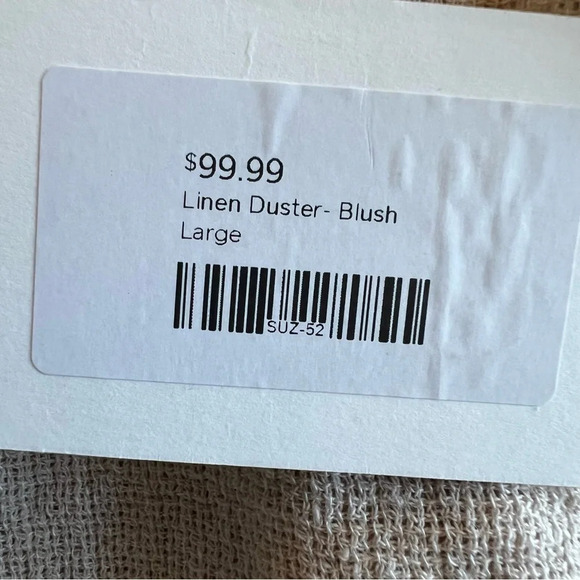 $99.99
Linen Duster- Blush
Large
SUZ-52